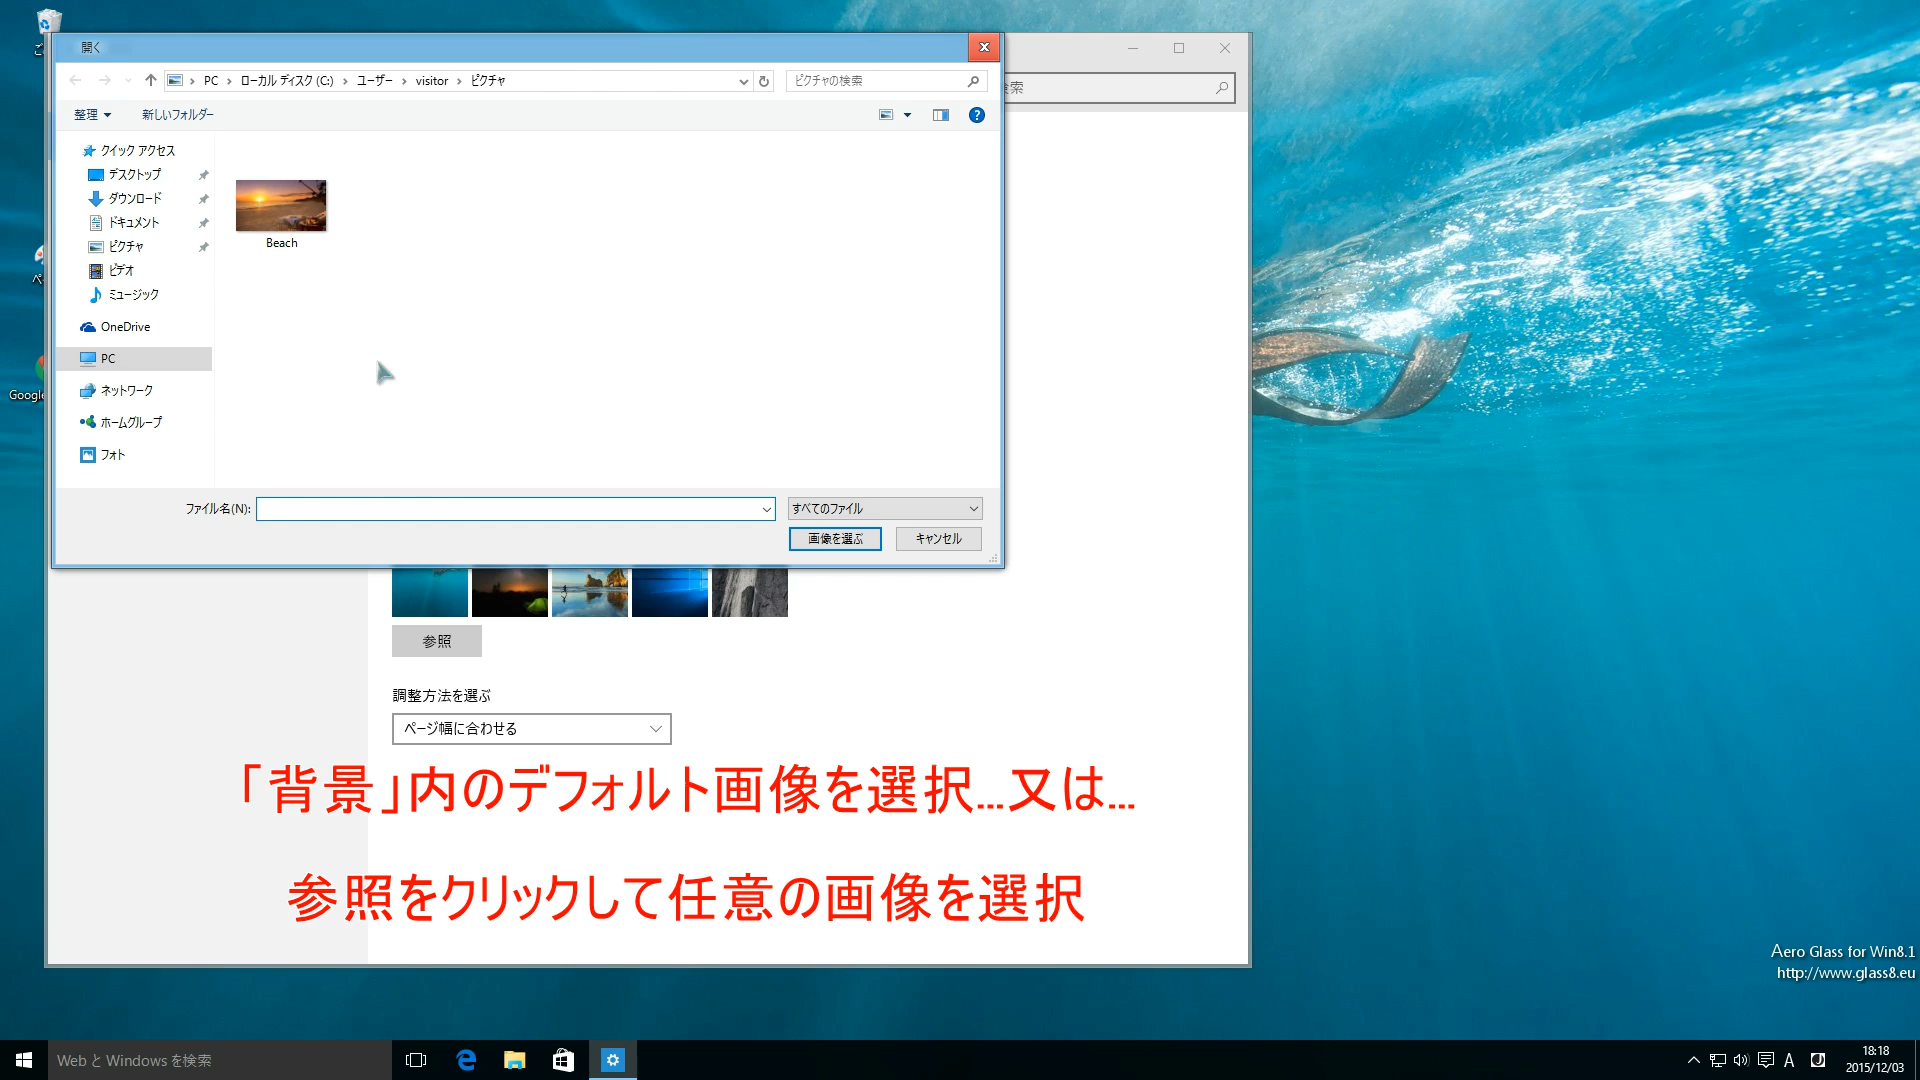 開く
PC › ローカル ディスク (C:) › ユーザー › visitor › ピクチャ
ピクチャの検索
検索
整理
新しいフォルダー
クイック アクセス
デスクトップ
ダウンロード
ドキュメント
ピクチャ
ビデオ
ミュージック
OneDrive
PC
ネットワーク
ホームグループ
フォト
Beach
ファイル名(N):
すべてのファイル
画像を選ぶ
キャンセル
Google
参照
調整方法を選ぶ
ページ幅に合わせる
「背景」内のデフォルト画像を選択...又は...
参照をクリックして任意の画像を選択
Aero Glass for Win8.1
http://www.glass8.eu
Web と Windows を検索
A
18:18
2015/12/03